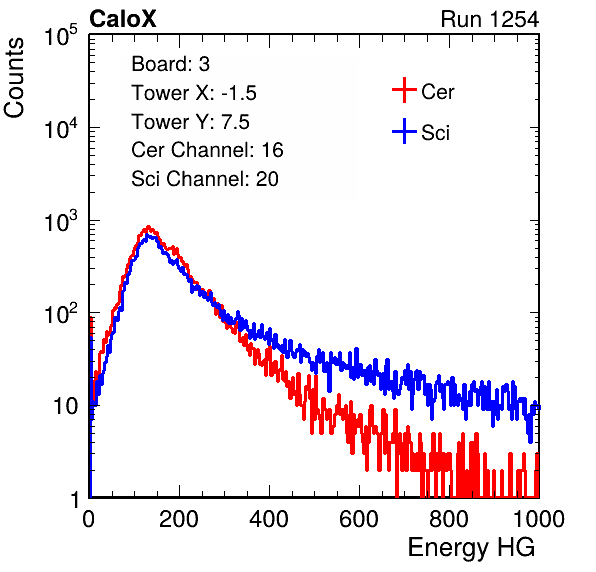 CaloX Run 1254
Counts
10^5
10^4
10^3
10^2
10
1
Board: 3
Tower X: -1.5
Tower Y: 7.5
Cer Channel: 16
Sci Channel: 20
Cer
Sci
0 200 400 600 800 1000
Energy HG